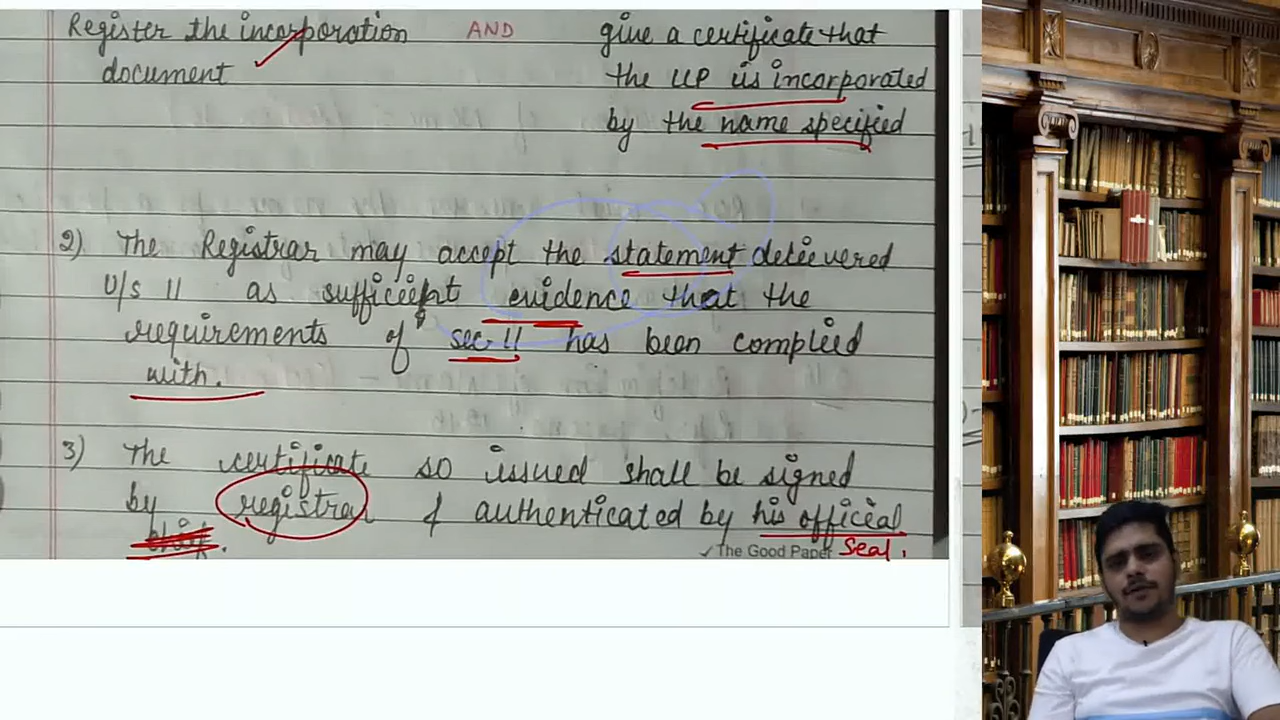 Register the incorporation AND give a certificate that
document the LLP is incorporated
by the name specified
2) The Registrar may accept the statement delievered
U/s 11 as sufficient evidence that the
requirements of sec. 11 has been complied
with.
3) The certificate so issued shall be signed
by registrar & authenticated by his official
✓The Good Paper Seal.